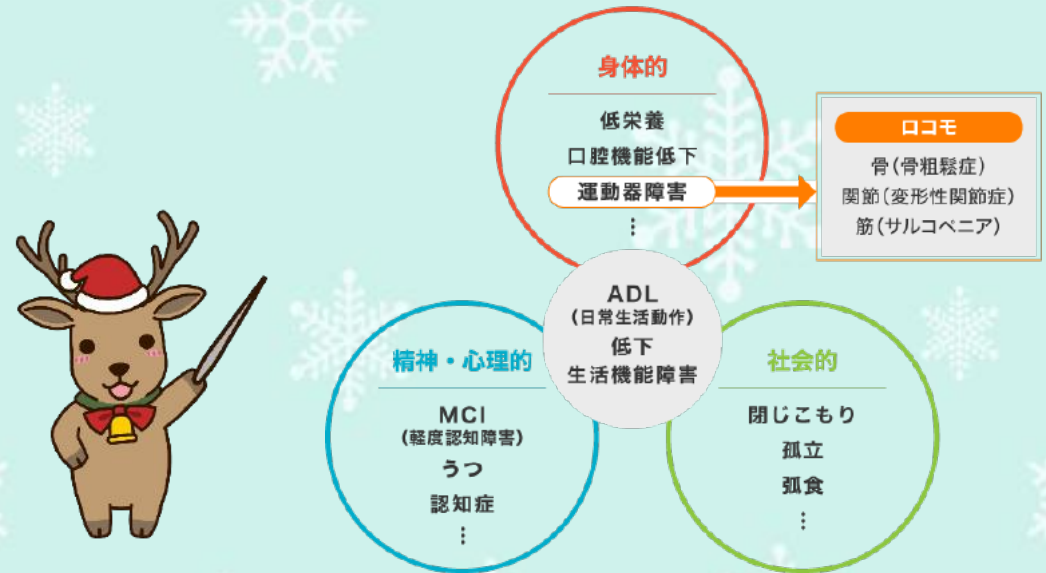 身体的
低栄養
口腔機能低下
運動器障害
⋮
ロコモ
骨(骨粗鬆症)
関節(変形性関節症)
筋(サルコペニア)
ADL
(日常生活動作)
低下
生活機能障害
精神・心理的
MCI
(軽度認知障害)
うつ
認知症
⋮
社会的
閉じこもり
孤立
弧食
⋮